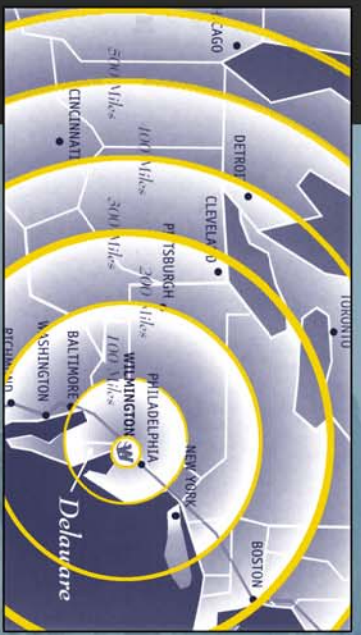 CHICAGO
500 Miles
CINCINNATI
400 Miles
DETROIT
300 Miles
CLEVELAND
PITTSBURGH
200 Miles
TORONTO
100 Miles
WILMINGTON
W
PHILADELPHIA
BALTIMORE
WASHINGTON
RICHMOND
NEW YORK
BOSTON
Delaware